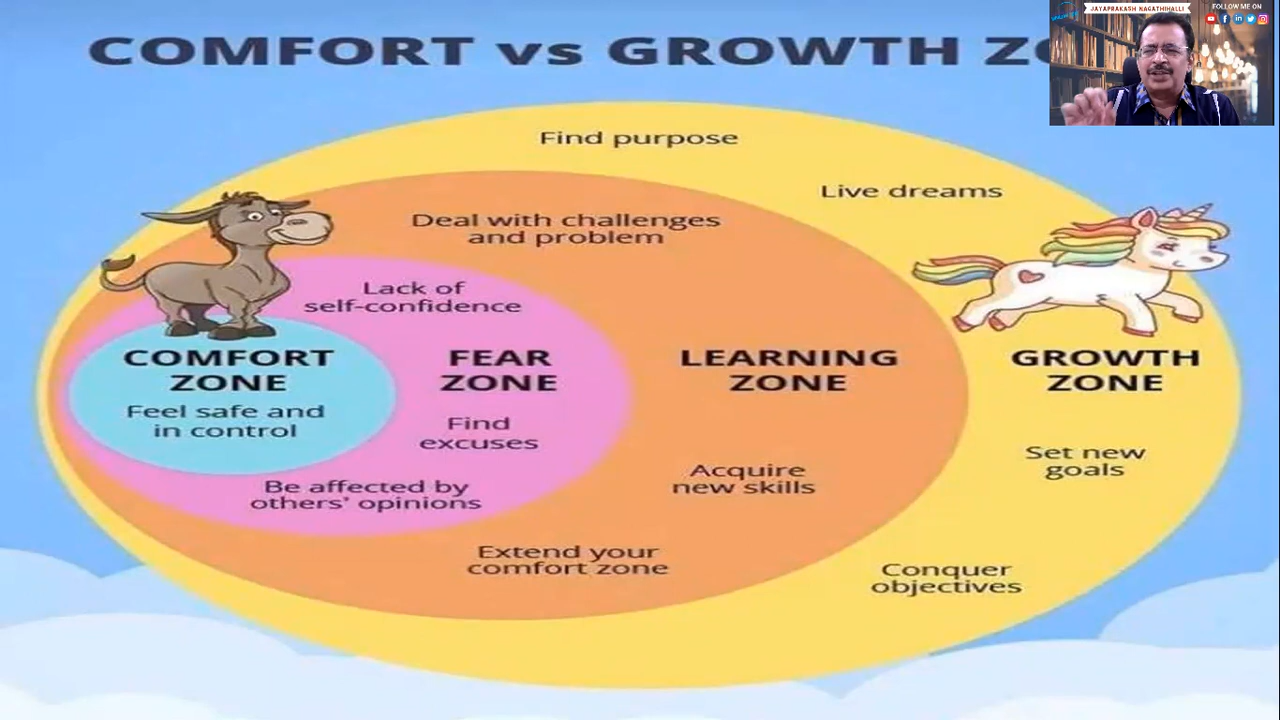 COMFORT vs GROWTH
JAYAPRAKASH NAGATHIHALLI
FOLLOW ME ON
Find purpose
Live dreams
Deal with challenges
and problem
Lack of
self-confidence
COMFORT
ZONE
Feel safe and
in control
FEAR
ZONE
Find
excuses
Be affected by
others' opinions
LEARNING
ZONE
Acquire
new skills
Extend your
comfort zone
GROWTH
ZONE
Set new
goals
Conquer
objectives